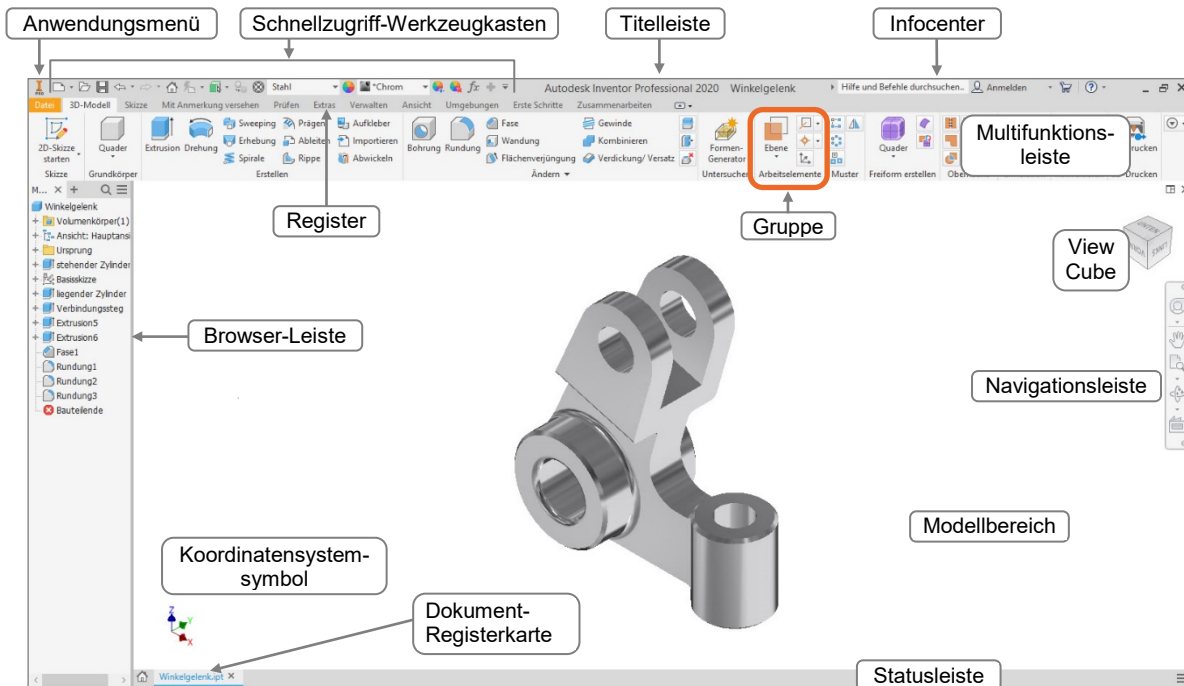 Anwendungsmenü
Schnellzugriff-Werkzeugkasten
Titelleiste
Infocenter
Stahl
*Chrom
Autodesk Inventor Professional 2020 Winkelgelenk
Hilfe und Befehle durchsuchen...
Anmelden
Datei 3D-Modell Skizze Mit Anmerkung versehen Prüfen Extras Verwalten Ansicht Umgebungen Erste Schritte Zusammenarbeiten
2D-Skizze
starten
Skizze
Quader
Grundkörper
Extrusion
Drehung
Sweeping
Erhebung
Spirale
Prägen
Ableiten
Rippe
Aufkleber
Importieren
Abwickeln
Erstellen
Bohrung
Rundung
Fase
Wandung
Flächenverjüngung
Gewinde
Kombinieren
Verdickung/ Versatz
Ändern
Formen-
Generator
Untersuchen
Ebene
Arbeitselemente
Muster
Quader
Freiform erstellen
Drucken
Multifunktions-
leiste
Register
Gruppe
View
Cube
UNTEN
M...
Winkelgelenk
Volumenkörper(1)
Ansicht: Hauptansi
Ursprung
stehender Zylinder
Basisskizze
liegender Zylinder
Verbindungssteg
Extrusion5
Extrusion6
Fase1
Rundung1
Rundung2
Rundung3
Bauteilende
Browser-Leiste
Navigationsleiste
Modellbereich
Koordinatensystem-
symbol
Z
Y
X
Dokument-
Registerkarte
Winkelgelenk.ipt
Statusleiste